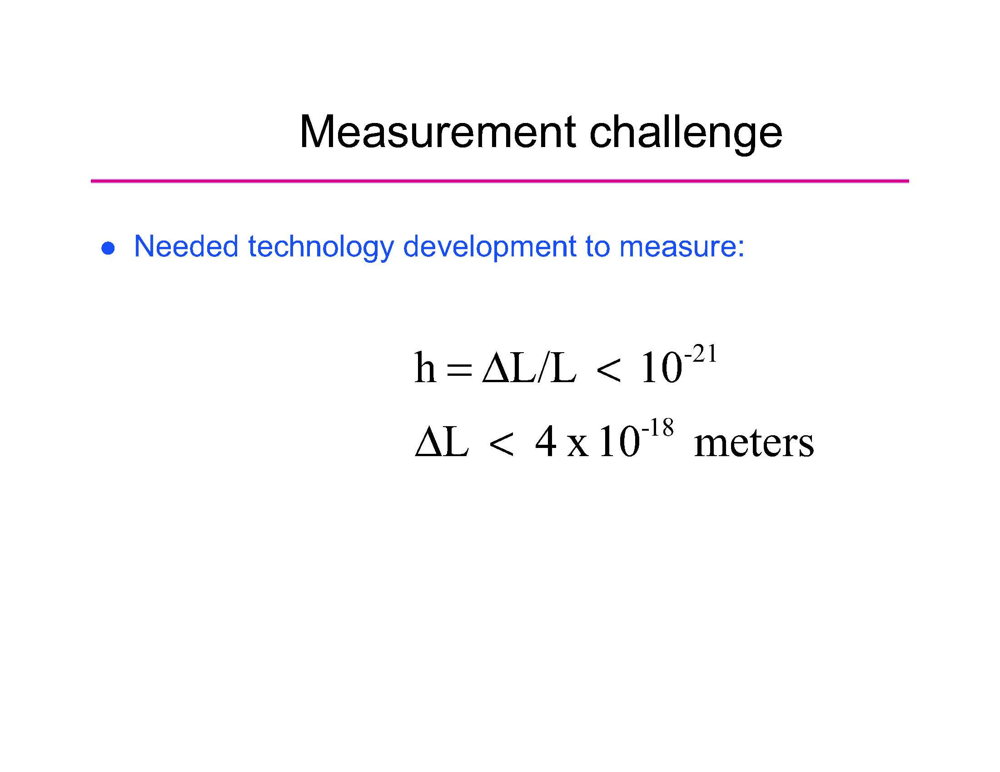 Measurement challenge
● Needed technology development to measure:
h = ΔL/L < 10⁻²¹
ΔL < 4 x 10⁻¹⁸ meters